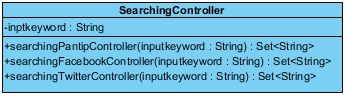 SearchingController
-inptkeyword : String
+searchingPantipController(inputkeyword : String) : Set<String>
+searchingFacebookController(inputkeyword : String) : Set<String>
+searchingTwitterController(inputkeyword : String) : Set<String>